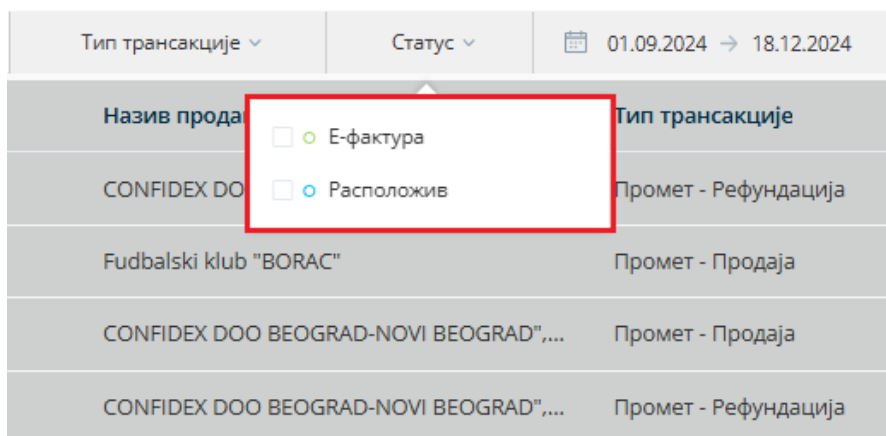 Тип трансакције Статус 01.09.2024 → 18.12.2024
Назив прода Тип трансакције
Е-фактура
CONFIDEX DO Расположив Промет - Рефундација
Fudbalski klub "BORAC" Промет - Продаја
CONFIDEX DOO BEOGRAD-NOVI BEOGRAD",... Промет - Продаја
CONFIDEX DOO BEOGRAD-NOVI BEOGRAD",... Промет - Рефундација